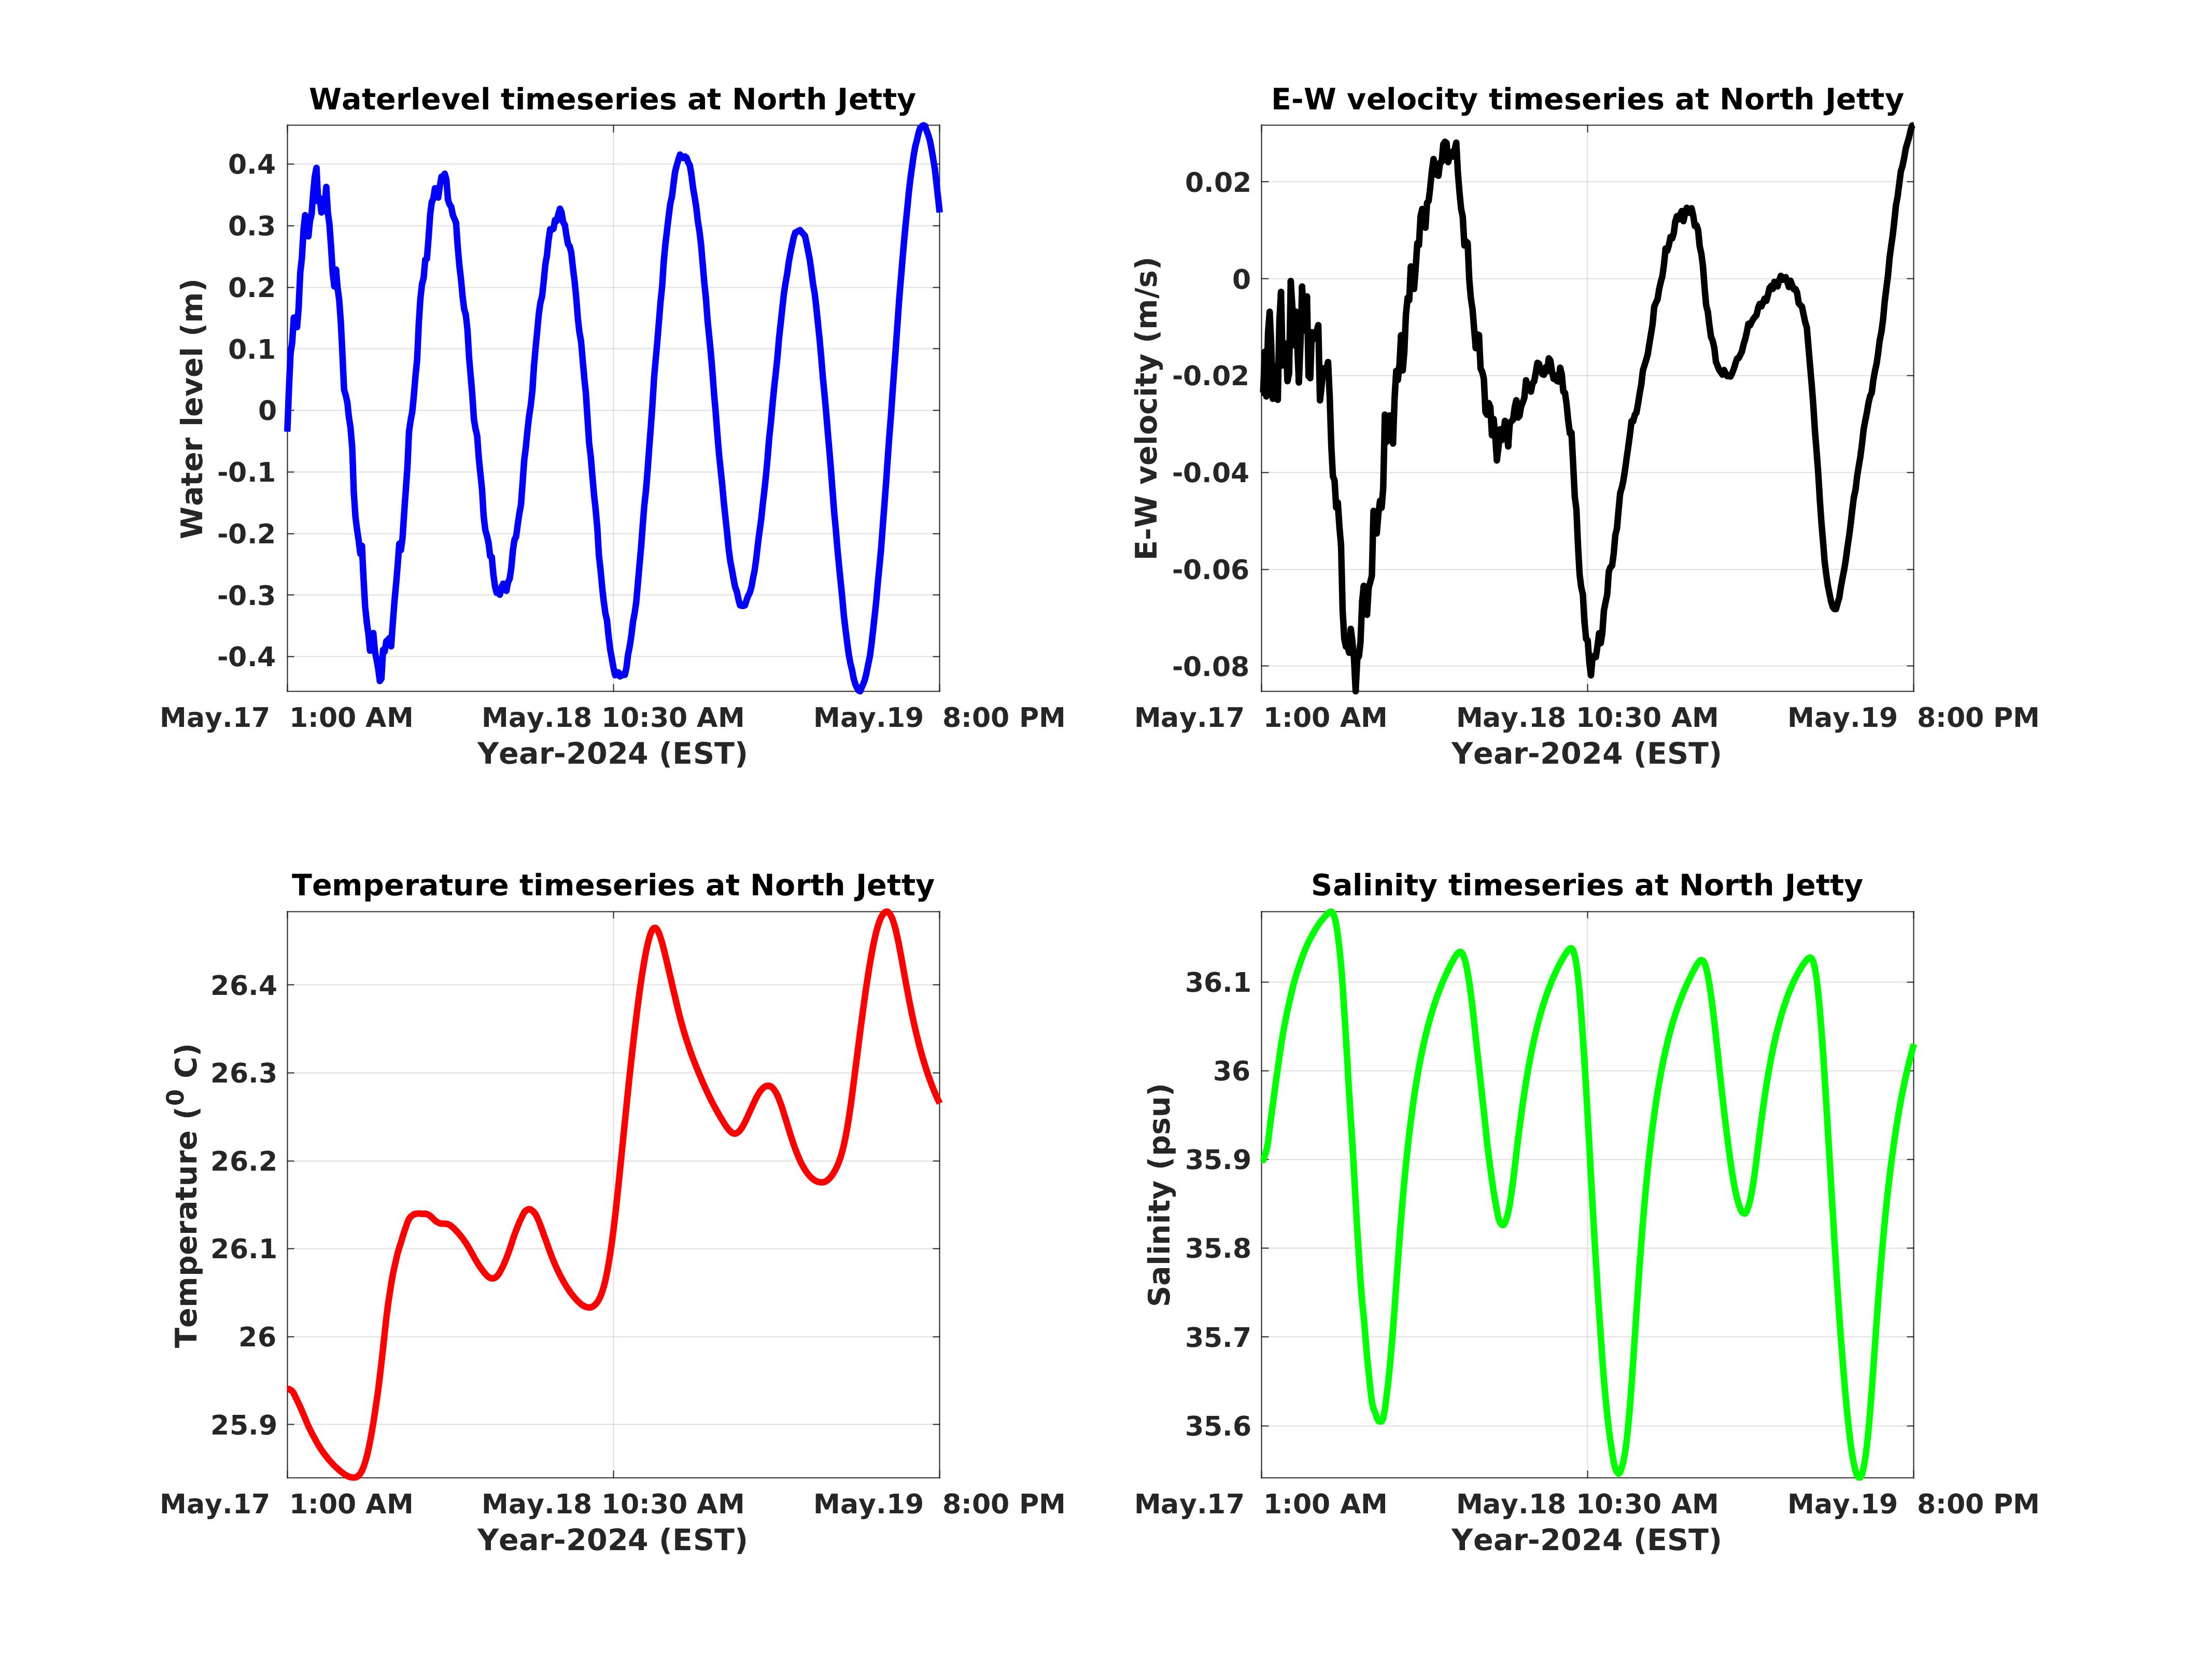 Waterlevel timeseries at North Jetty
Water level (m)
0.4
0.3
0.2
0.1
0
-0.1
-0.2
-0.3
-0.4
May.17 1:00 AM
May.18 10:30 AM
May.19 8:00 PM
Year-2024 (EST)
E-W velocity timeseries at North Jetty
E-W velocity (m/s)
0.02
0
-0.02
-0.04
-0.06
-0.08
May.17 1:00 AM
May.18 10:30 AM
May.19 8:00 PM
Year-2024 (EST)
Temperature timeseries at North Jetty
Temperature (⁰ C)
26.4
26.3
26.2
26.1
26
25.9
May.17 1:00 AM
May.18 10:30 AM
May.19 8:00 PM
Year-2024 (EST)
Salinity timeseries at North Jetty
Salinity (psu)
36.1
36
35.9
35.8
35.7
35.6
May.17 1:00 AM
May.18 10:30 AM
May.19 8:00 PM
Year-2024 (EST)